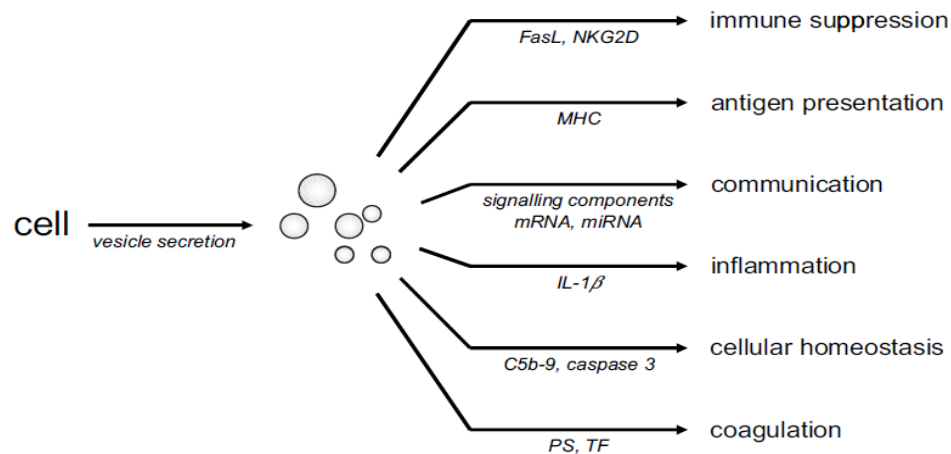 immune suppression
FasL, NKG2D
antigen presentation
MHC
communication
signalling components
mRNA, miRNA
cell
vesicle secretion
inflammation
IL-1β
cellular homeostasis
C5b-9, caspase 3
coagulation
PS, TF